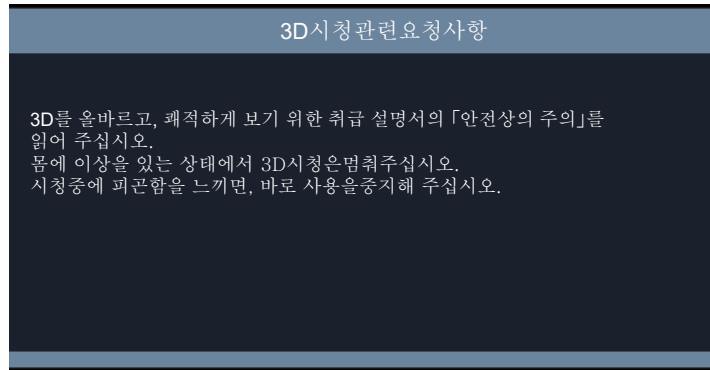 3D시청관련요청사항
3D를 올바르고, 쾌적하게 보기 위한 취급 설명서의 「안전상의 주의」를
읽어 주십시오.
몸에 이상을 있는 상태에서 3D시청은멈춰주십시오.
시청중에 피곤함을 느끼면, 바로 사용을중지해 주십시오.